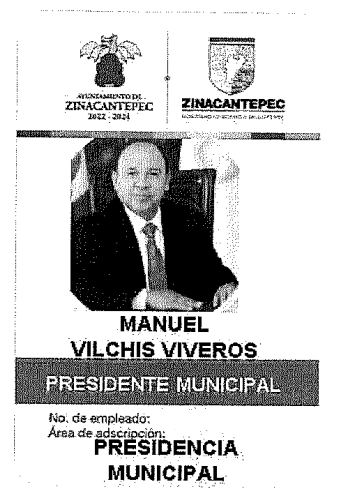 AYUNTAMIENTO DE
ZINACANTEPEC
2022 - 2024
ZINACANTEPEC
MANUEL
VILCHIS VIVEROS
PRESIDENTE MUNICIPAL
No. de empleado:
Área de adscripción:
PRESIDENCIA
MUNICIPAL